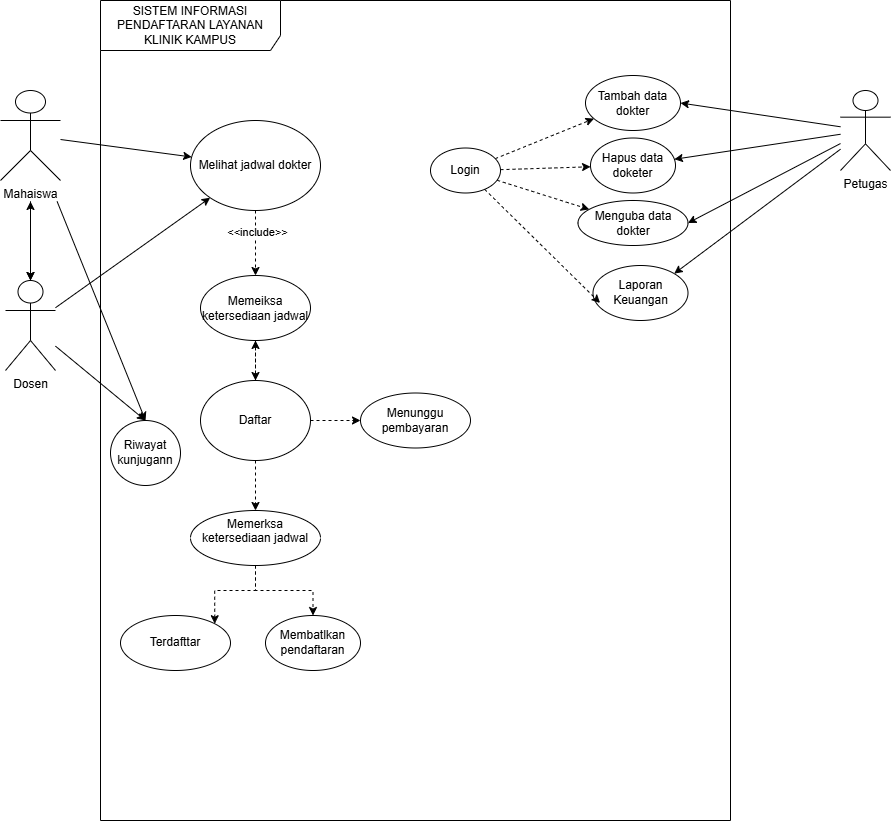 SISTEM INFORMASI
PENDAFTARAN LAYANAN
KLINIK KAMPUS
Mahaiswa
Dosen
Petugas
Melihat jadwal dokter
<<include>>
Memeiksa
ketersediaan jadwal
Daftar
Menunggu
pembayaran
Riwayat
kunjugann
Memerksa
ketersediaan jadwal
Terdafttar
Membatlkan
pendaftaran
Login
Tambah data
dokter
Hapus data
doketer
Menguba data
dokter
Laporan
Keuangan